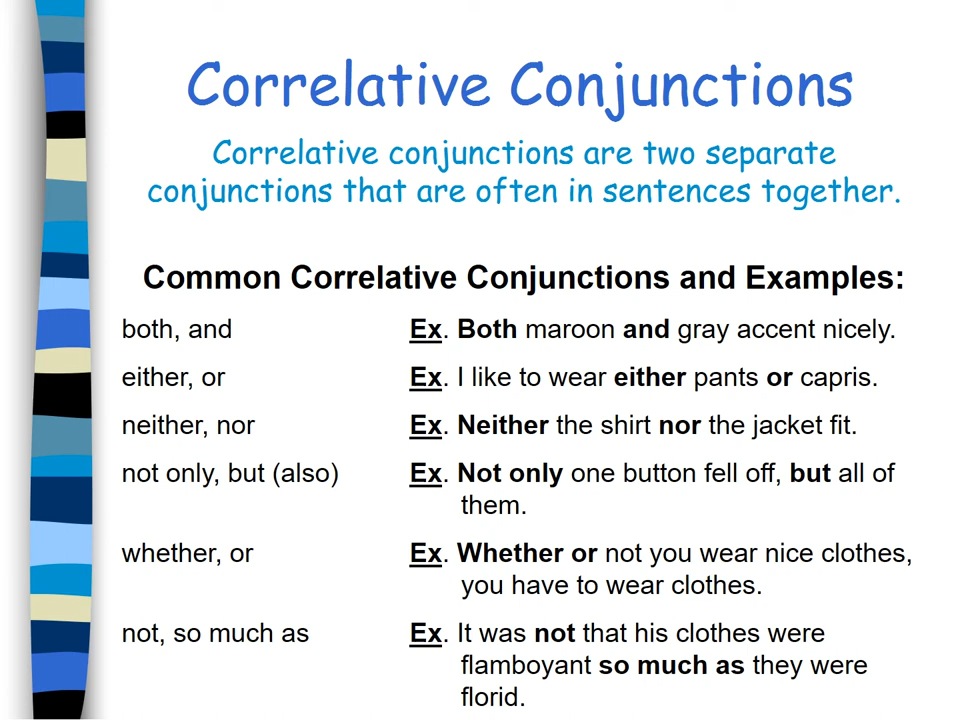 Correlative Conjunctions
Correlative conjunctions are two separate
conjunctions that are often in sentences together.
Common Correlative Conjunctions and Examples:
both, and Ex. Both maroon and gray accent nicely.
either, or Ex. I like to wear either pants or capris.
neither, nor Ex. Neither the shirt nor the jacket fit.
not only, but (also) Ex. Not only one button fell off, but all of
them.
whether, or Ex. Whether or not you wear nice clothes,
you have to wear clothes.
not, so much as Ex. It was not that his clothes were
flamboyant so much as they were
florid.